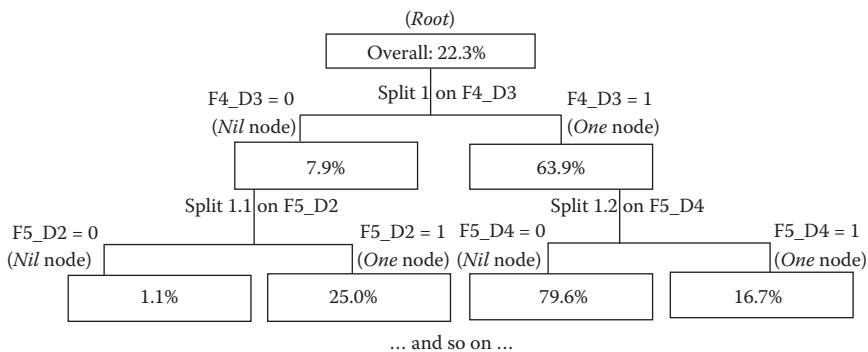 (Root)
Overall: 22.3%
Split 1 on F4_D3
F4_D3 = 0
(Nil node)
F4_D3 = 1
(One node)
7.9%
63.9%
Split 1.1 on F5_D2
Split 1.2 on F5_D4
F5_D2 = 0
(Nil node)
F5_D2 = 1
(One node)
F5_D4 = 0
(Nil node)
F5_D4 = 1
(One node)
1.1%
25.0%
79.6%
16.7%
... and so on ...